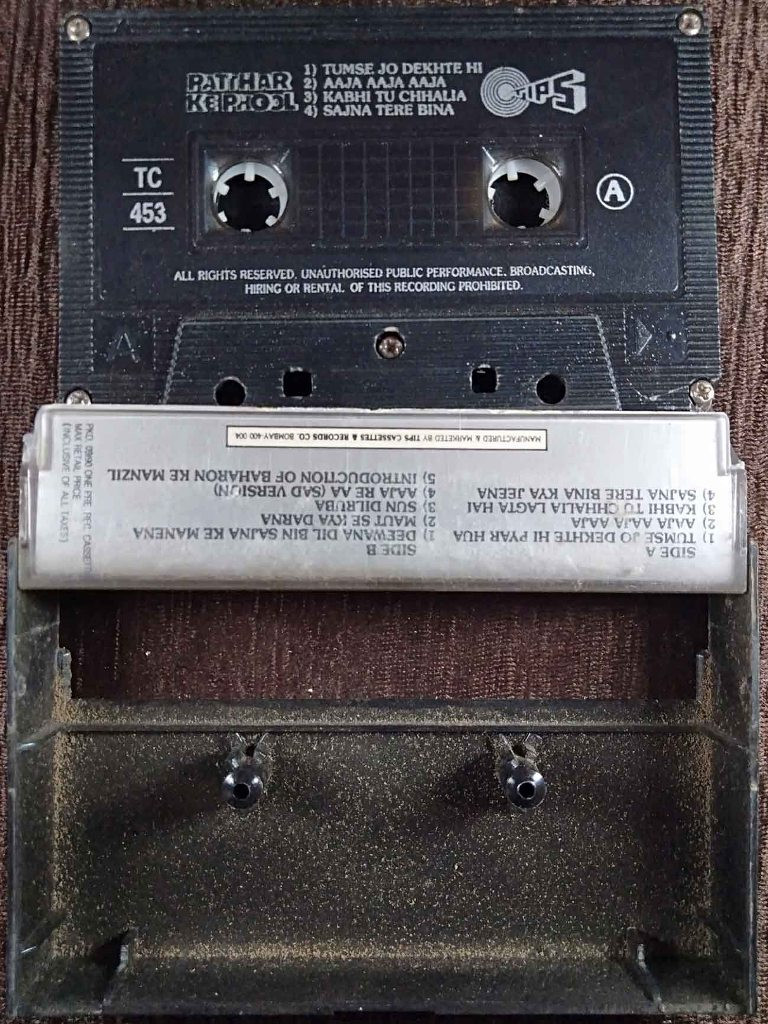 PATTHAR
KE PHOOL
1) TUMSE JO DEKHTE HI
2) AAJA AAJA AAJA
3) KABHI TU CHHALIA
4) SAJNA TERE BINA
TIPS
TC
453
A
ALL RIGHTS RESERVED. UNAUTHORISED PUBLIC PERFORMANCE. BROADCASTING,
HIRING OR RENTAL OF THIS RECORDING PROHIBITED.
A
SIDE A
1) TUMSE JO DEKHTE HI PYAR HUA
2) AAJA AAJA AAJA
3) KABHI TU CHHALIA LAGTA HAI
4) SAJNA TERE BINA KYA JEENA
SIDE B
1) DEEWANA DIL BIN SAJNA KE MANENA
2) MAUT SE KYA DARNA
3) SUN DILRUBA
4) AAJA RE AA (SAD VERSION)
5) INTRODUCTION OF BAHARON KE MANZIL
MANUFACTURED & MARKETED BY TIPS CASSETTES & RECORDS CO. BOMBAY-400 004.
PKD. ONE PRE REC. CASSETTE
MAX RETAIL PRICE
(INCLUSIVE OF ALL TAXES)